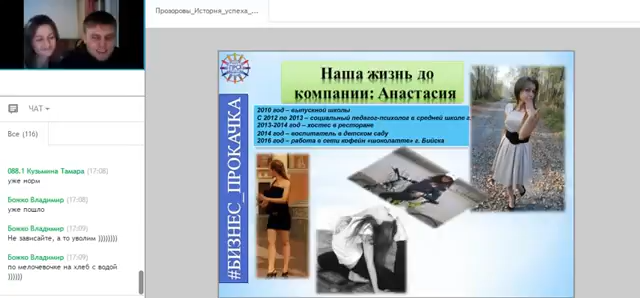 Прозоровы_История_успеха_...
ЧАТ
Все (116)
088.1 Кузьмина Тамара (17:08)
уже норм
Божко Владимир (17:08)
уже пошло
Божко Владимир (17:09)
Не зависайте, а то уволим ))))))))
Божко Владимир (17:09)
по мелочевочке на хлеб с водой
))))))
ПРО
#БИЗНЕС_ПРОКАЧКА
Наша жизнь до
компании: Анастасия
2010 год – выпускной школы
С 2012 по 2013 – социальный педагог-психолог в средней школе г.
2013-2014 год – хостес в ресторане
2014 год – воспитатель в детском саду
2016 год – работа в сети кофейн «шоколатте» г. Бийска